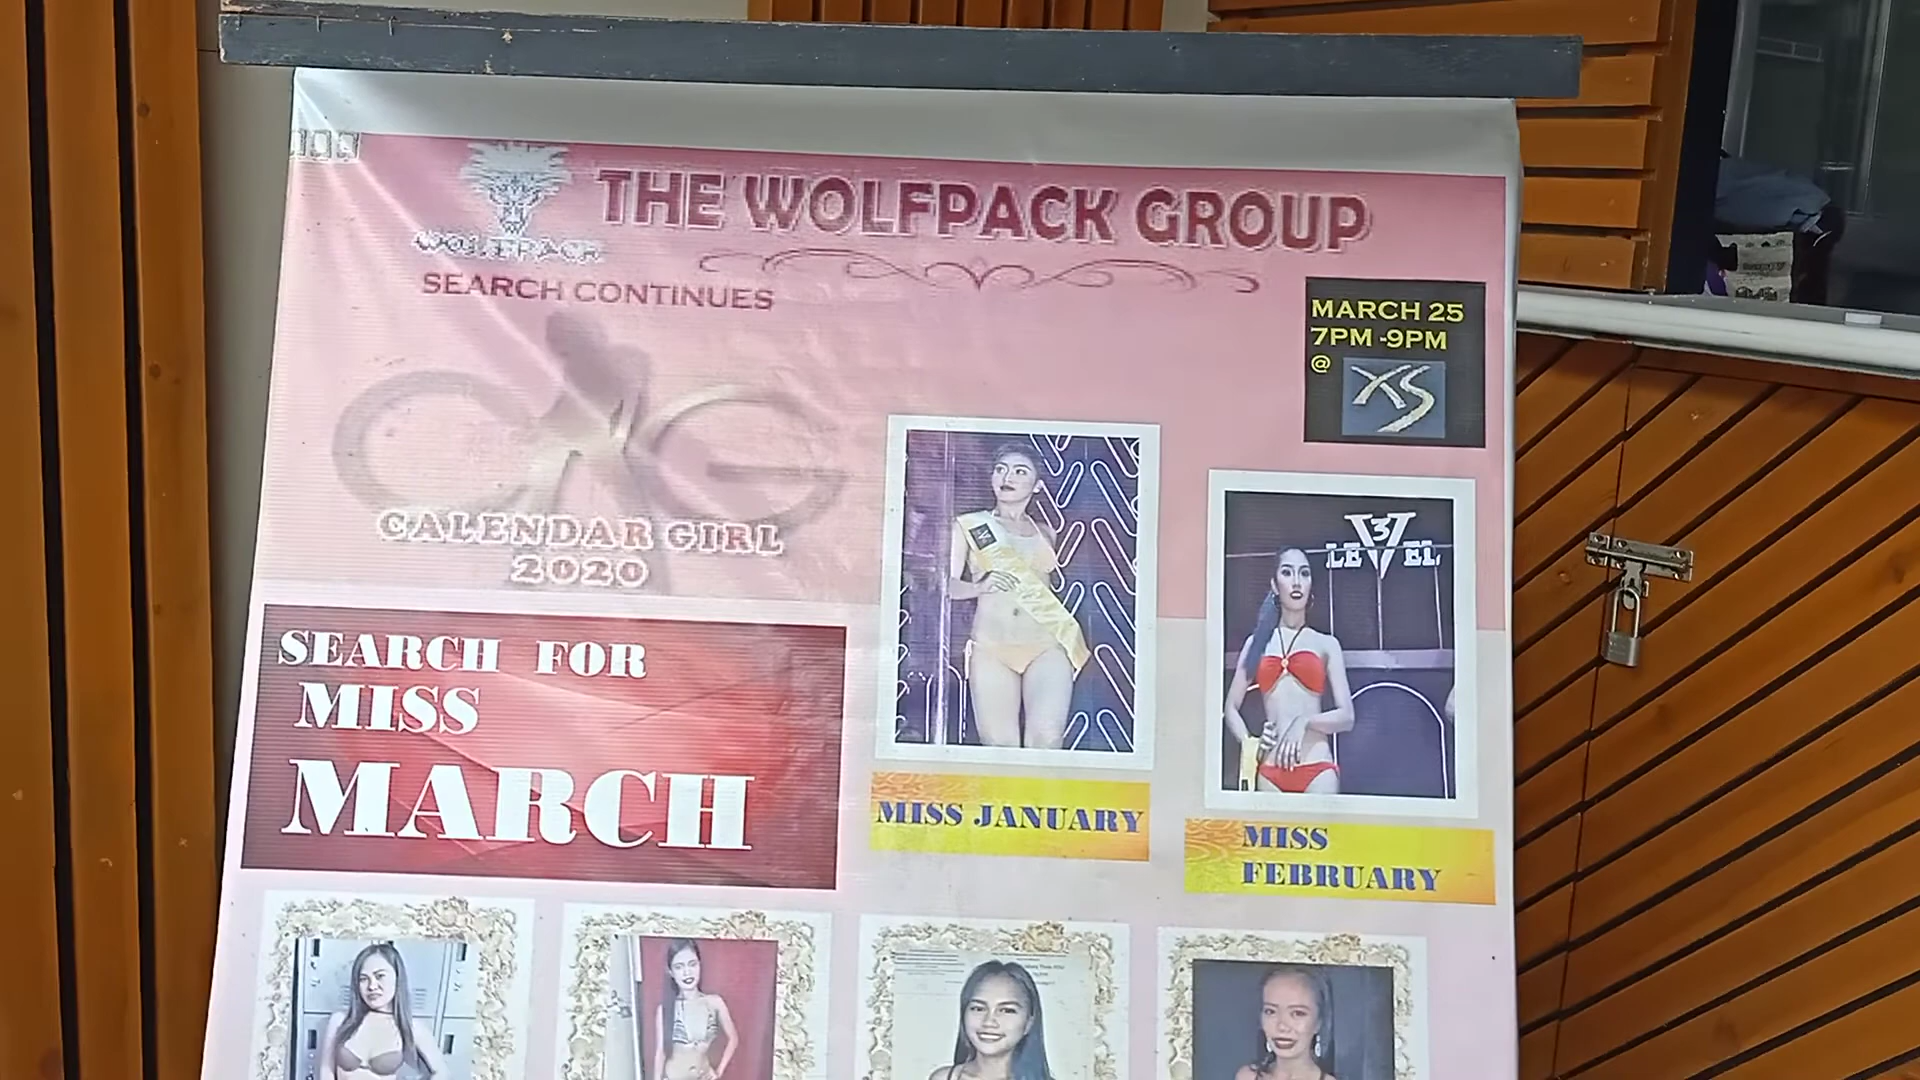 THE WOLFPACK GROUP
WOLFPACK
SEARCH CONTINUES
MARCH 25
7PM -9PM
@ XS
CALENDAR GIRL
2020
LEVEL
3
SEARCH FOR
MISS
MARCH
MISS JANUARY
MISS
FEBRUARY